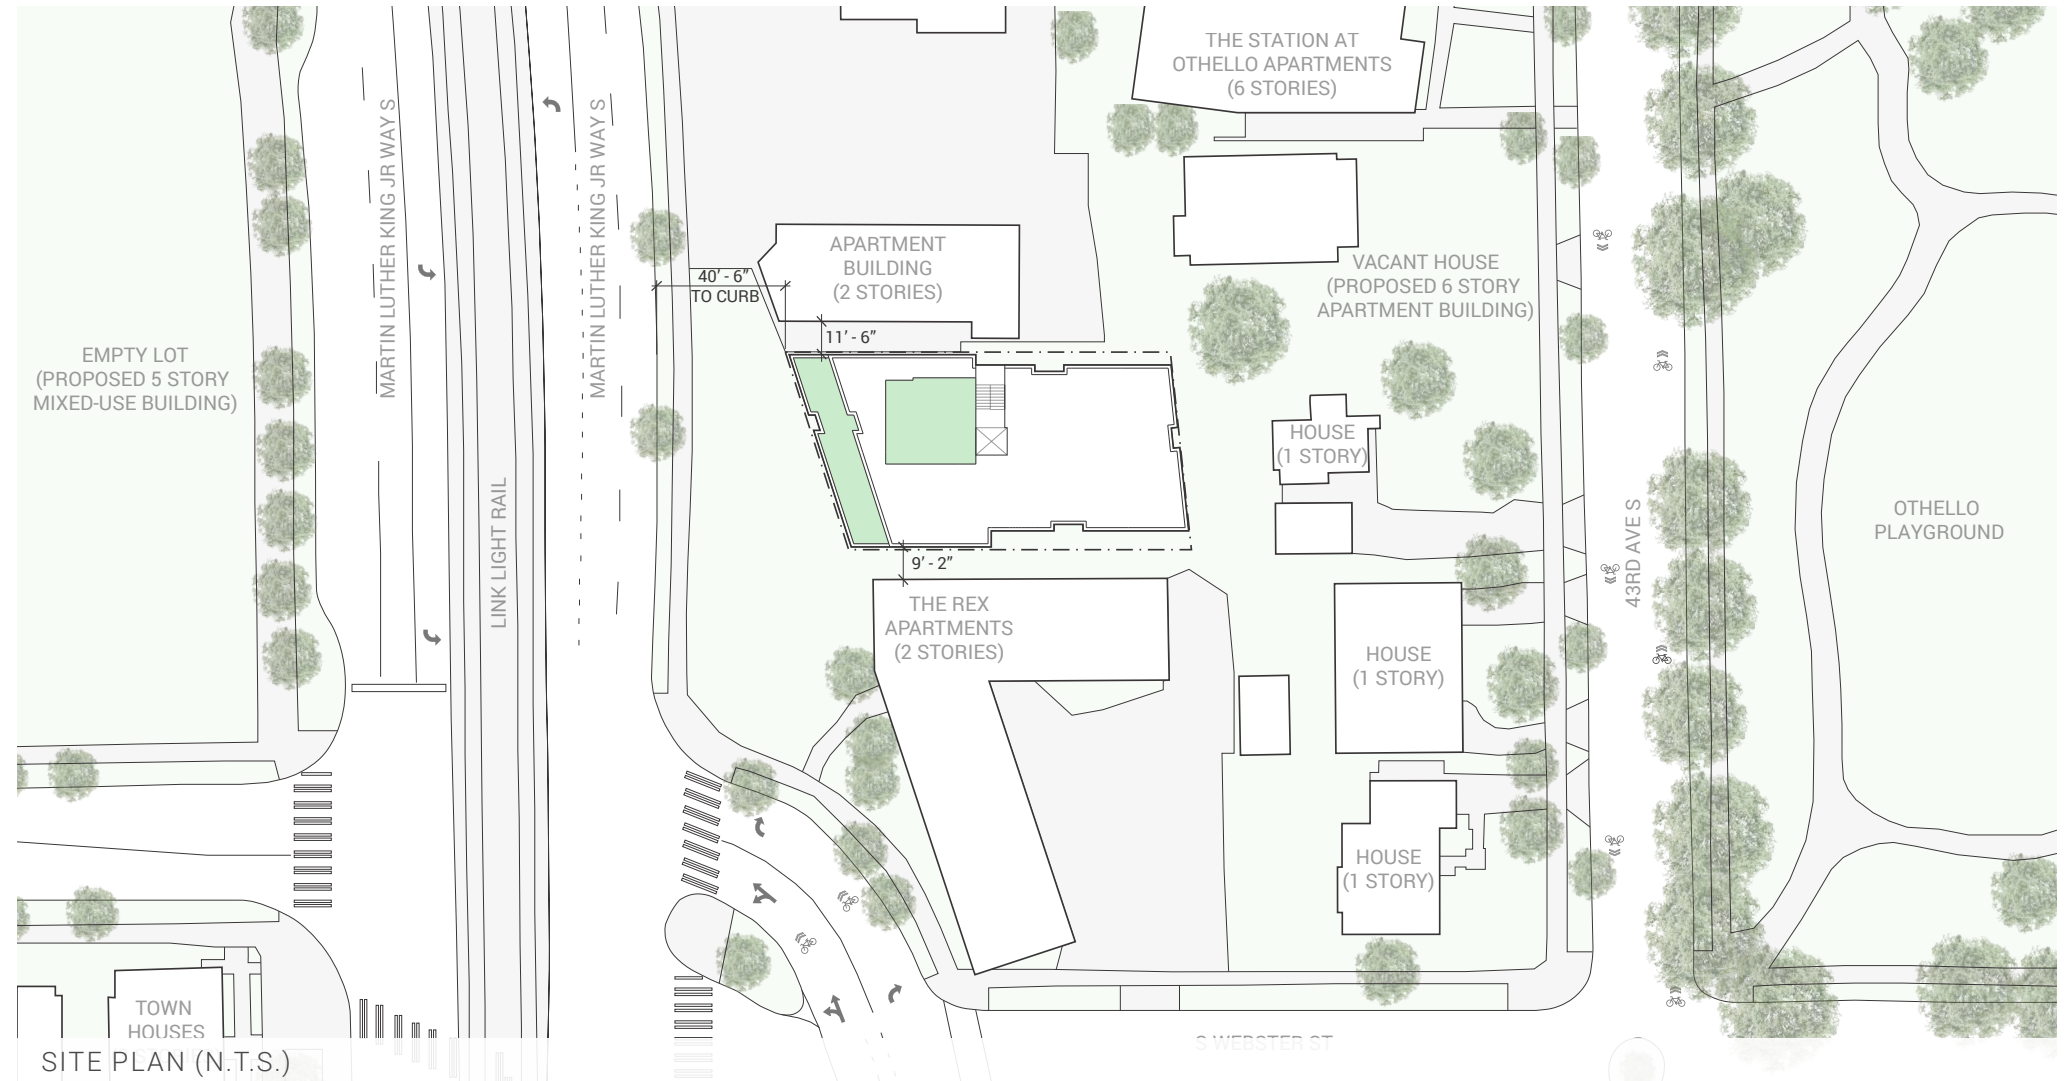 THE STATION AT
OTHELLO APARTMENTS
(6 STORIES)
MARTIN LUTHER KING JR WAY S
MARTIN LUTHER KING JR WAY S
APARTMENT
BUILDING
(2 STORIES)
40' - 6"
TO CURB
VACANT HOUSE
(PROPOSED 6 STORY
APARTMENT BUILDING)
11' - 6"
EMPTY LOT
(PROPOSED 5 STORY
MIXED-USE BUILDING)
HOUSE
(1 STORY)
LINK LIGHT RAIL
43RD AVE S
OTHELLO
PLAYGROUND
9' - 2"
THE REX
APARTMENTS
(2 STORIES)
HOUSE
(1 STORY)
HOUSE
(1 STORY)
TOWN
HOUSES
S WEBSTER ST
SITE PLAN (N.T.S.)